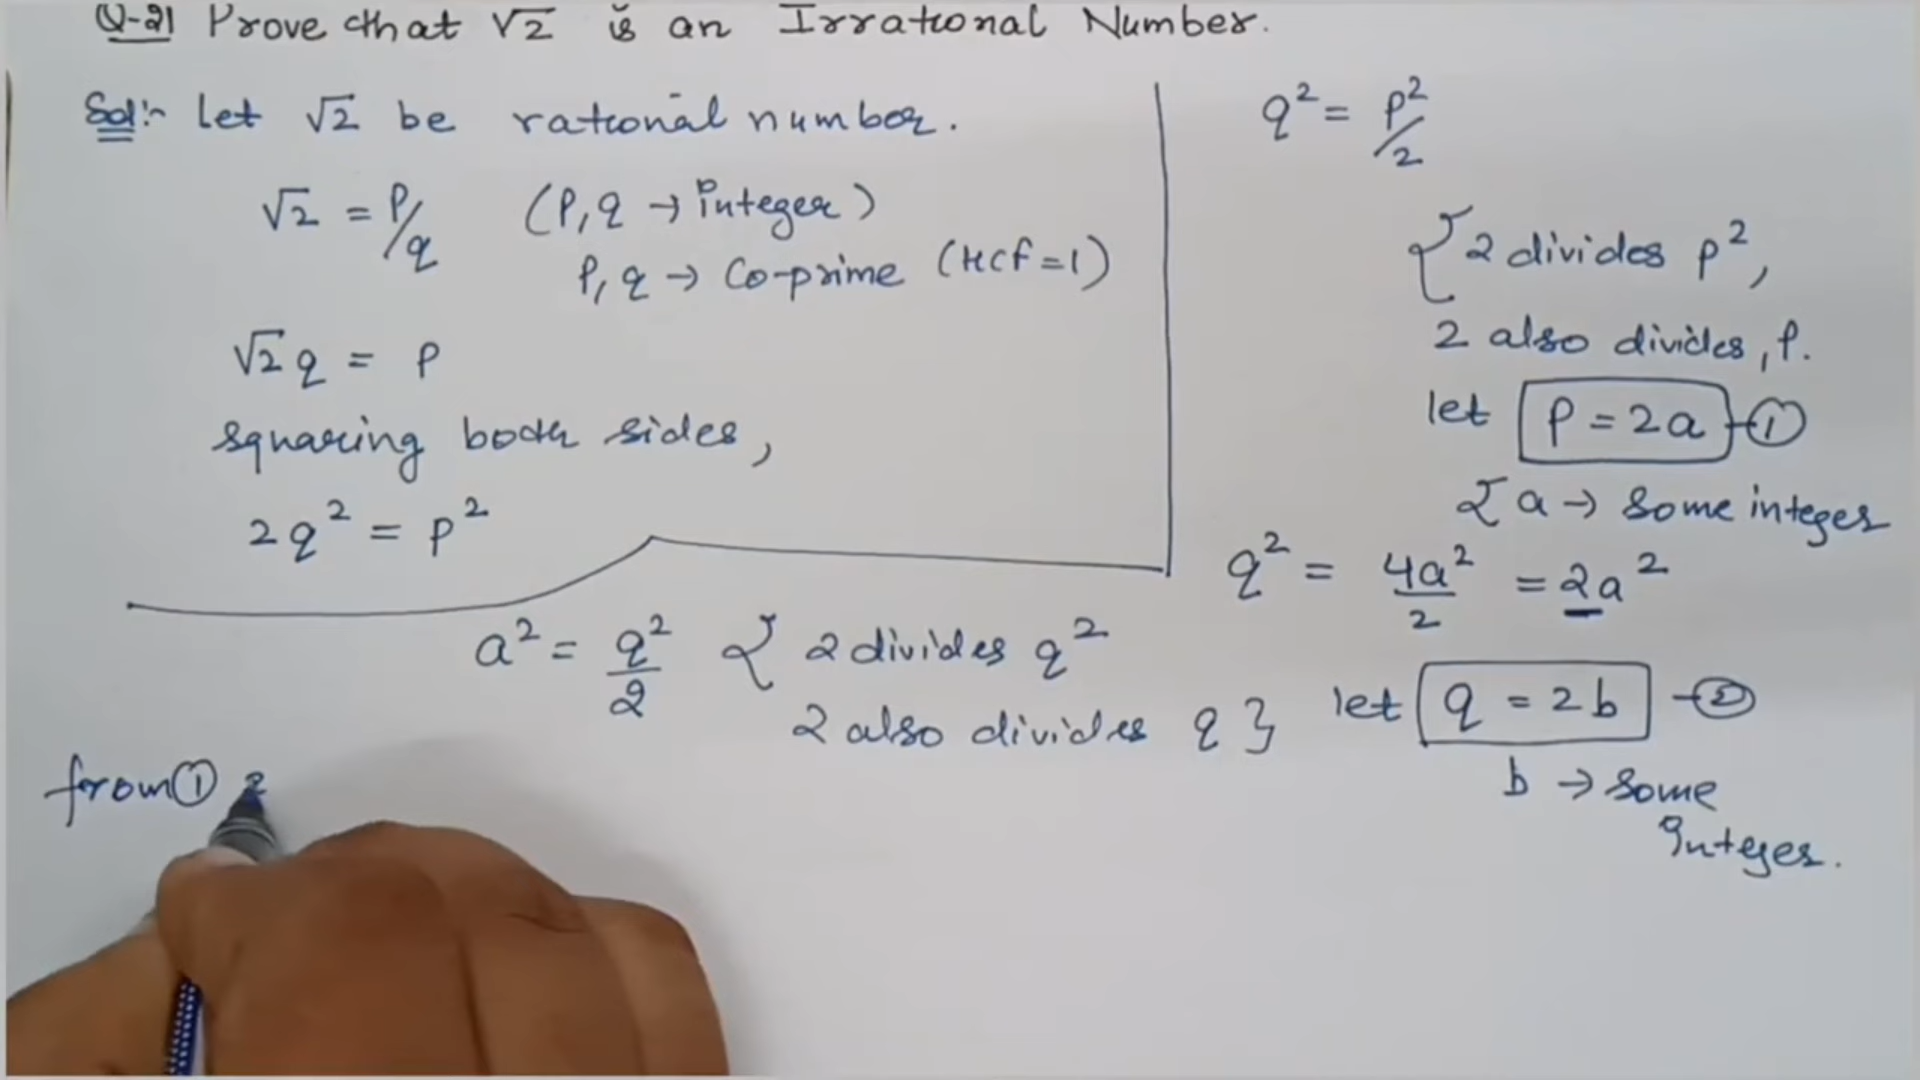 Q-21 Prove that √2 is an Irrational Number.
Sol:- Let √2 be rational number.
√2 = P/q (P, q → integer)
P, q → Co-prime (HCF = 1)
√2 q = P
squaring both sides,
2q² = p²
q² = p²/2
{ 2 divides p²,
2 also divides, P.
let P = 2a - ①
{ a → some integer
q² = 4a²/2 = 2a²
a² = q²/2 { 2 divides q²
2 also divides q }
let q = 2b - ②
b → some
integer.
from ① 2